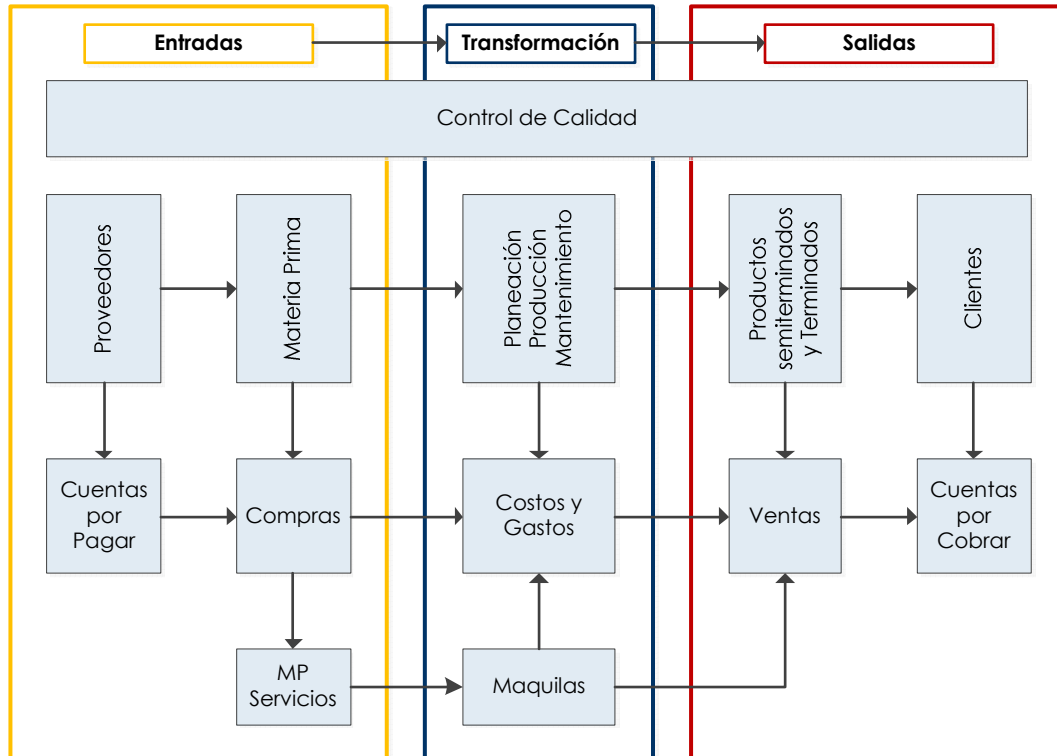 Entradas
Transformación
Salidas
Control de Calidad
Proveedores
Materia Prima
Planeación
Producción
Mantenimiento
Productos
semiterminados
y Terminados
Clientes
Cuentas
por
Pagar
Compras
Costos y
Gastos
Ventas
Cuentas
por
Cobrar
MP
Servicios
Maquilas